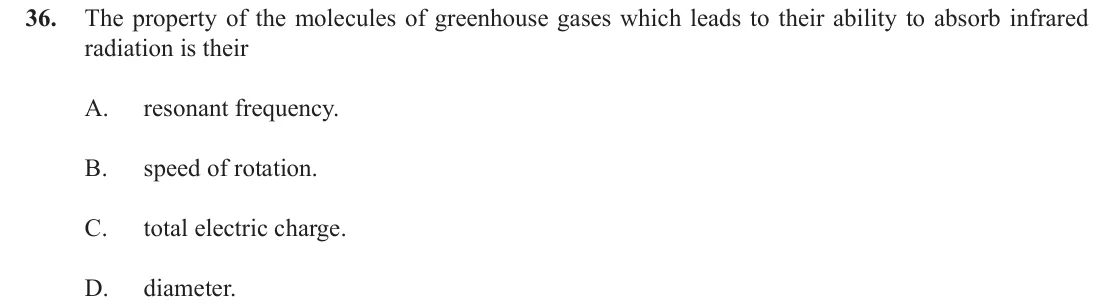 36. The property of the molecules of greenhouse gases which leads to their ability to absorb infrared
radiation is their
A. resonant frequency.
B. speed of rotation.
C. total electric charge.
D. diameter.